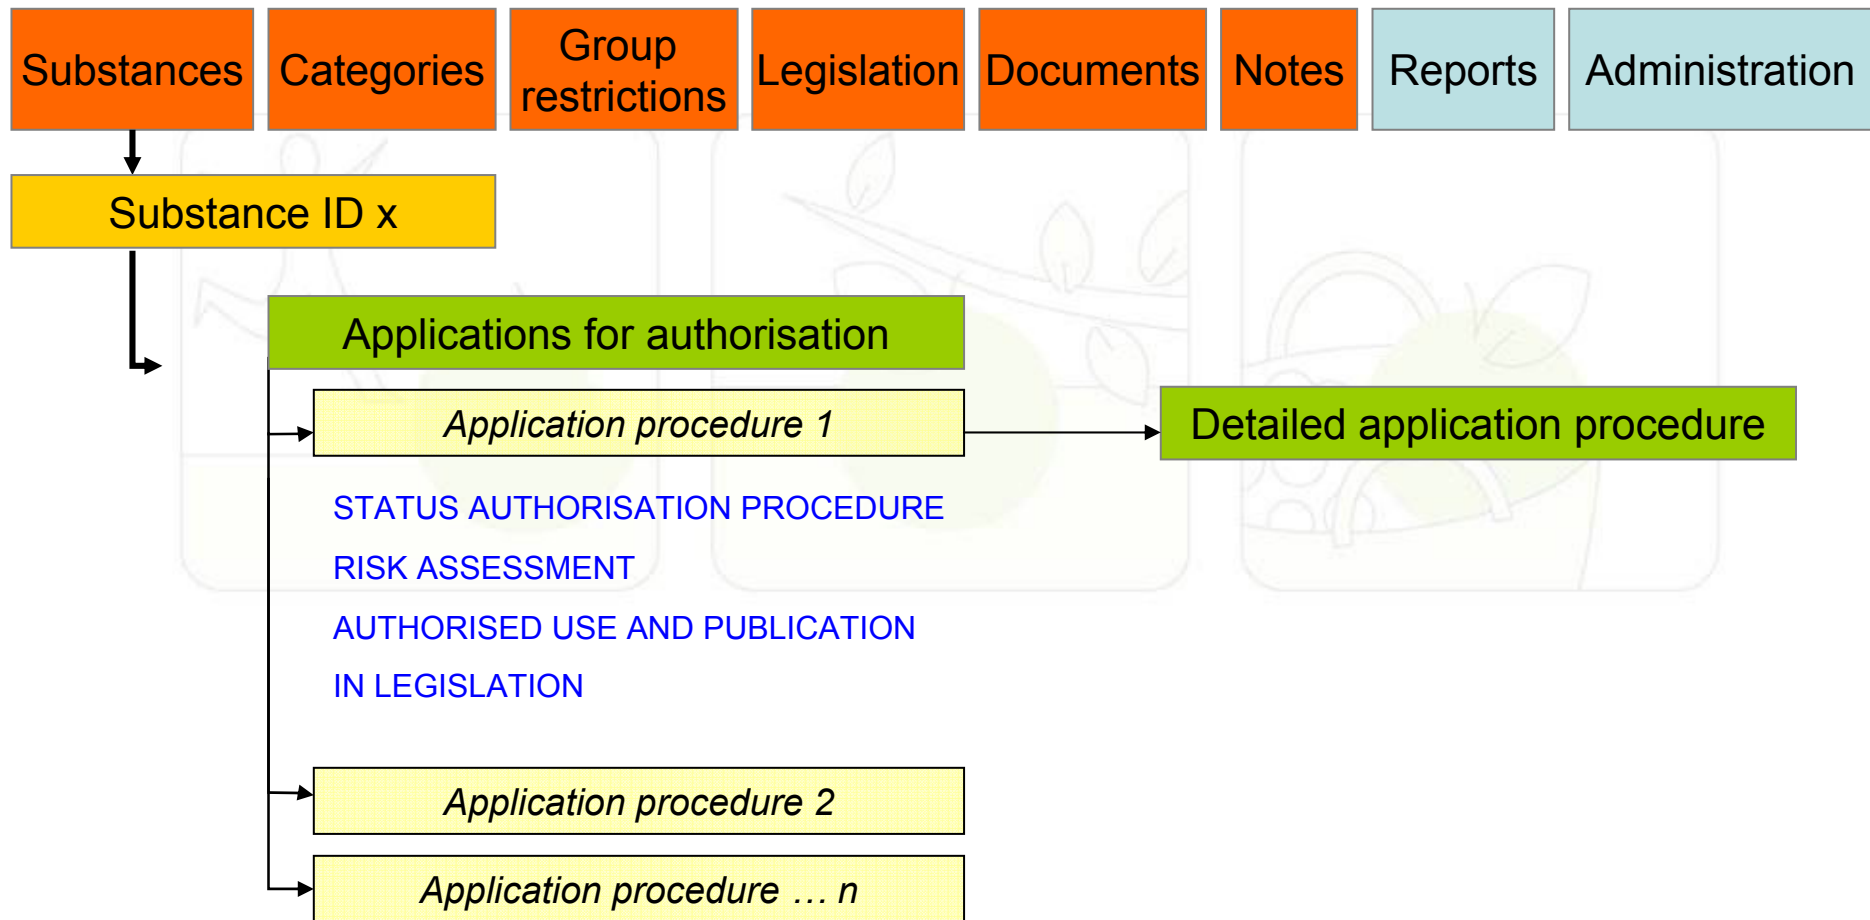 Substances
Categories
Group
restrictions
Legislation
Documents
Notes
Reports
Administration
Substance ID x
Applications for authorisation
Application procedure 1
Detailed application procedure
STATUS AUTHORISATION PROCEDURE
RISK ASSESSMENT
AUTHORISED USE AND PUBLICATION
IN LEGISLATION
Application procedure 2
Application procedure … n